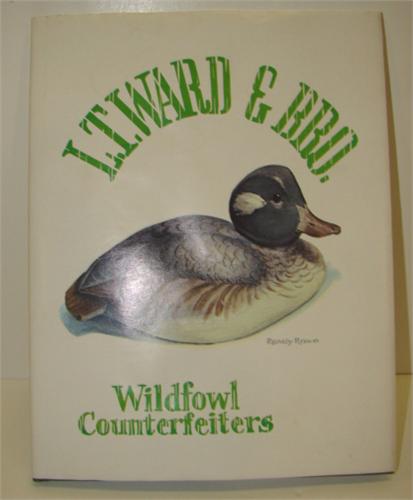 L.T. WARD & BRO.
Wildfowl
Counterfeiters